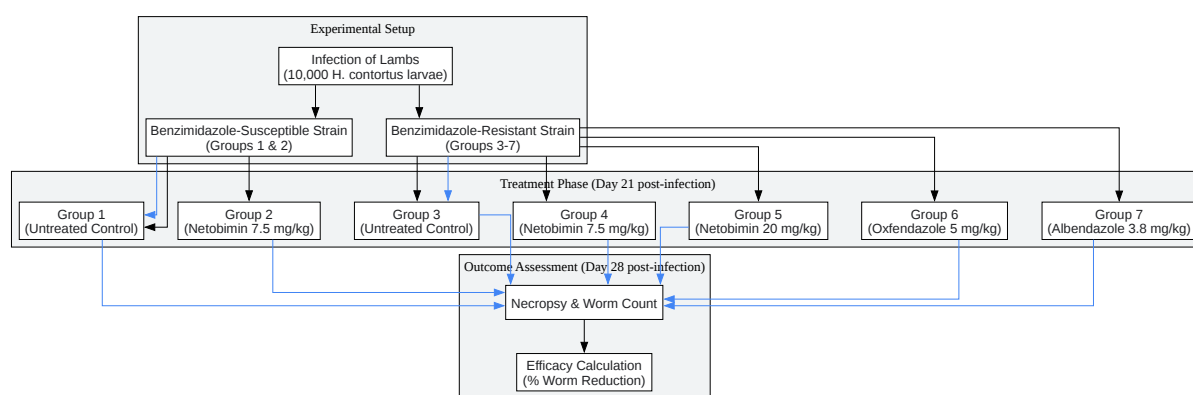 Experimental Setup
Infection of Lambs
(10,000 H. contortus larvae)
Benzimidazole-Susceptible Strain
(Groups 1 & 2)
Benzimidazole-Resistant Strain
(Groups 3-7)
Treatment Phase (Day 21 post-infection)
Group 1
(Untreated Control)
Group 2
(Netobimin 7.5 mg/kg)
Group 3
(Untreated Control)
Group 4
(Netobimin 7.5 mg/kg)
Group 5
(Netobimin 20 mg/kg)
Group 6
(Oxfendazole 5 mg/kg)
Group 7
(Albendazole 3.8 mg/kg)
Outcome Assessment (Day 28 post-infection)
Necropsy & Worm Count
Efficacy Calculation
(% Worm Reduction)